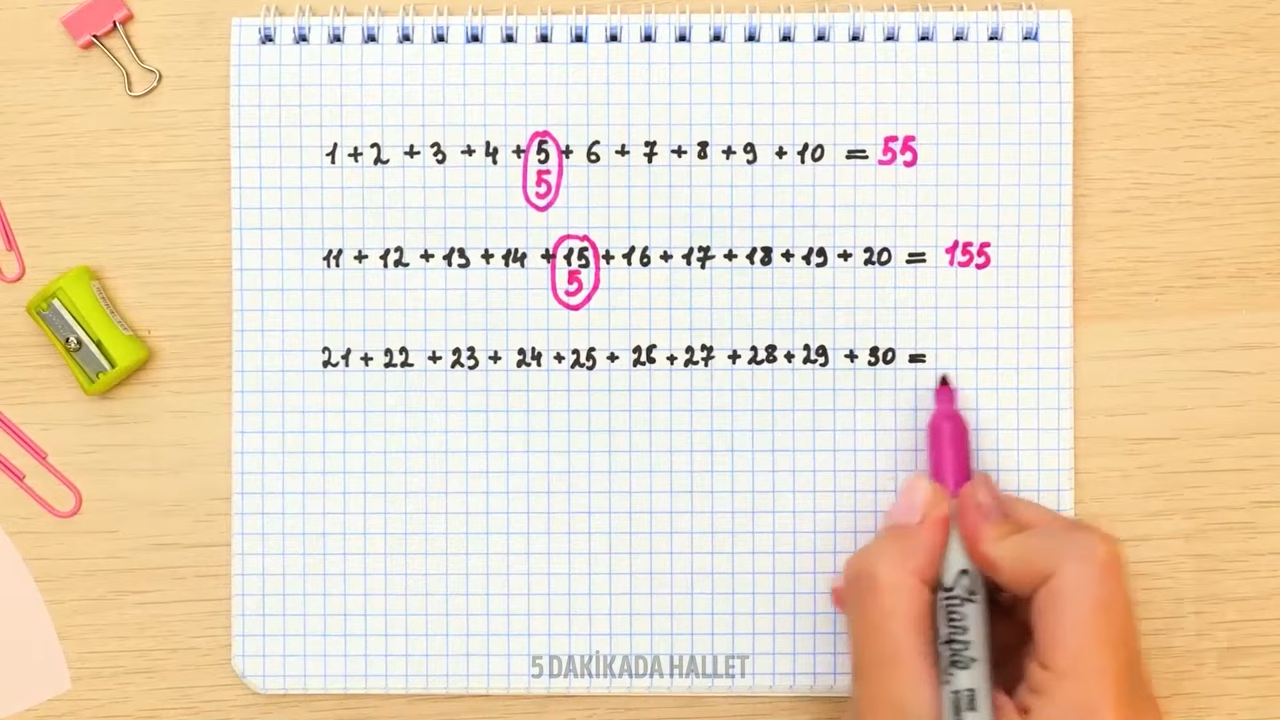 1 + 2 + 3 + 4 + 5 + 6 + 7 + 8 + 9 + 10 = 55
5
11 + 12 + 13 + 14 + 15 + 16 + 17 + 18 + 19 + 20 = 155
5
21 + 22 + 23 + 24 + 25 + 26 + 27 + 28 + 29 + 30 =
Sharpie
5 DAKİKADA HALLET